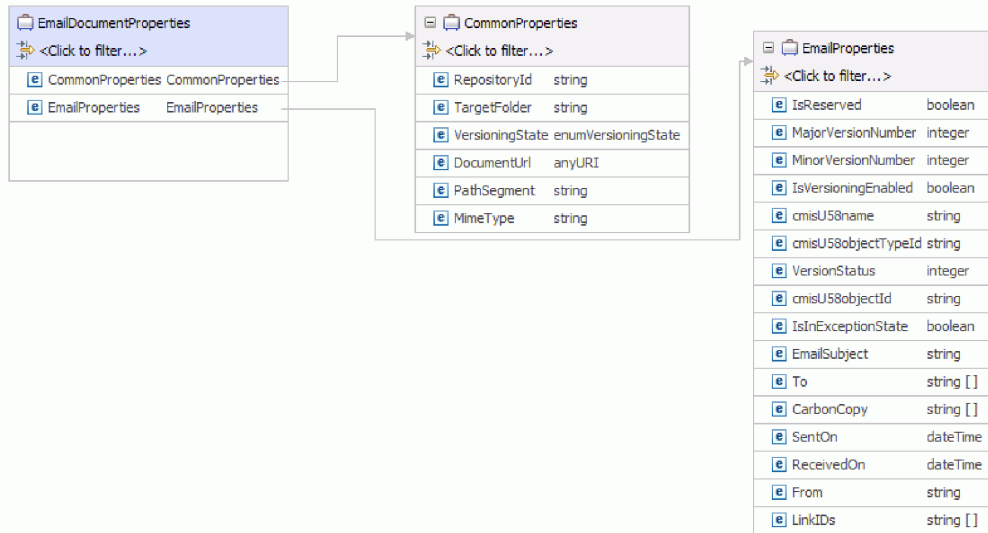 EmailDocumentProperties
<Click to filter...>
CommonProperties CommonProperties
EmailProperties EmailProperties
CommonProperties
<Click to filter...>
RepositoryId string
TargetFolder string
VersioningState enumVersioningState
DocumentUrl anyURI
PathSegment string
MimeType string
EmailProperties
<Click to filter...>
IsReserved boolean
MajorVersionNumber integer
MinorVersionNumber integer
IsVersioningEnabled boolean
cmisU58name string
cmisU58objectTypeId string
VersionStatus integer
cmisU58objectId string
IsInExceptionState boolean
EmailSubject string
To string []
CarbonCopy string []
SentOn dateTime
ReceivedOn dateTime
From string
LinkIDs string []